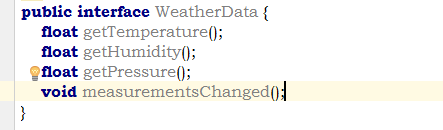 public interface WeatherData {
    float getTemperature();
    float getHumidity();
    float getPressure();
    void measurementsChanged();
}